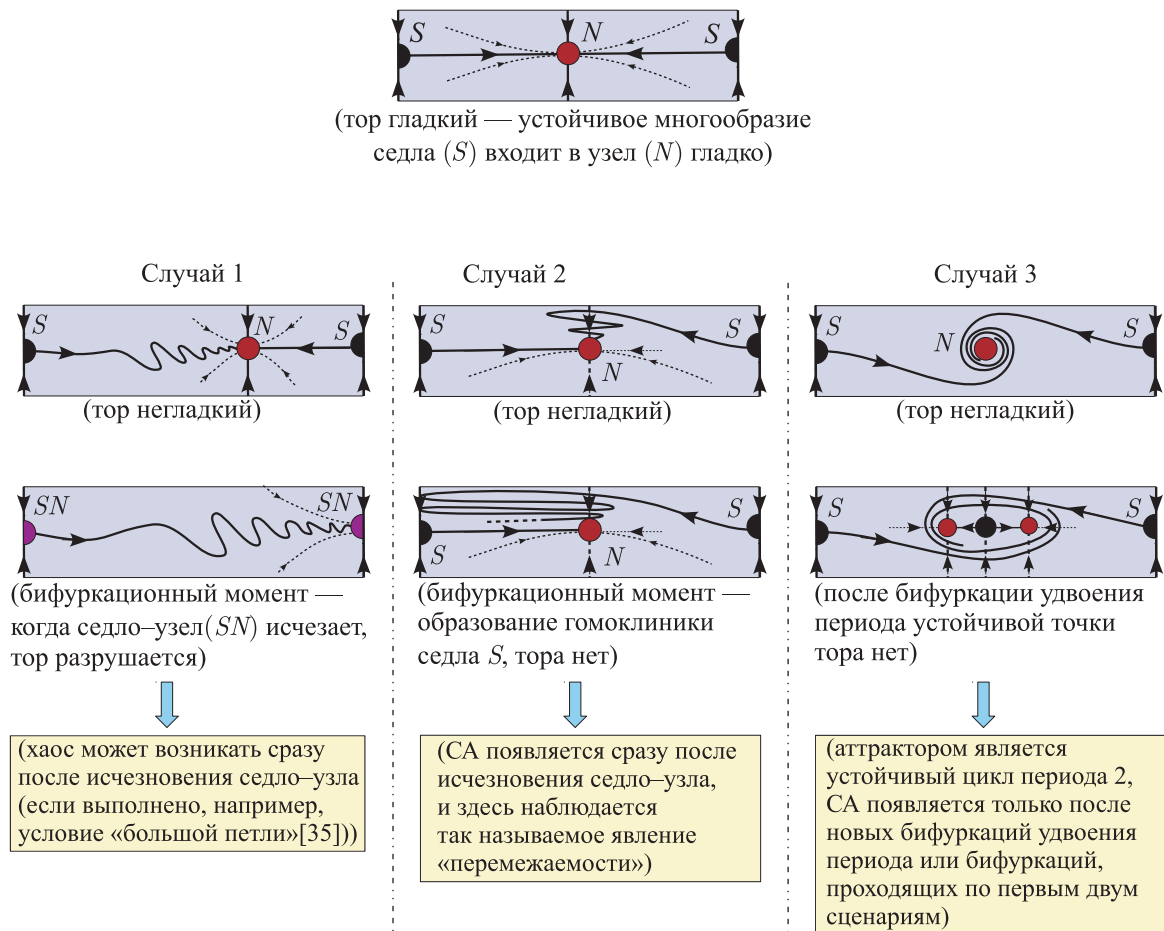 S N S
(тор гладкий — устойчивое многообразие
седла (S) входит в узел (N) гладко)
Случай 1
S N S
(тор негладкий)
SN SN
(бифуркационный момент —
когда седло–узел(SN) исчезает,
тор разрушается)
(хаос может возникать сразу
после исчезновения седло–узла
(если выполнено, например,
условие «большой петли»[35]))
Случай 2
S S
N
(тор негладкий)
S
S N
(бифуркационный момент —
образование гомоклиники
седла S, тора нет)
(СА появляется сразу после
исчезновения седло–узла,
и здесь наблюдается
так называемое явление
«перемежаемости»)
Случай 3
S N S
(тор негладкий)
S S
(после бифуркации удвоения
периода устойчивой точки
тора нет)
(аттрактором является
устойчивый цикл периода 2,
СА появляется только после
новых бифуркаций удвоения
периода или бифуркаций,
проходящих по первым двум
сценариям)